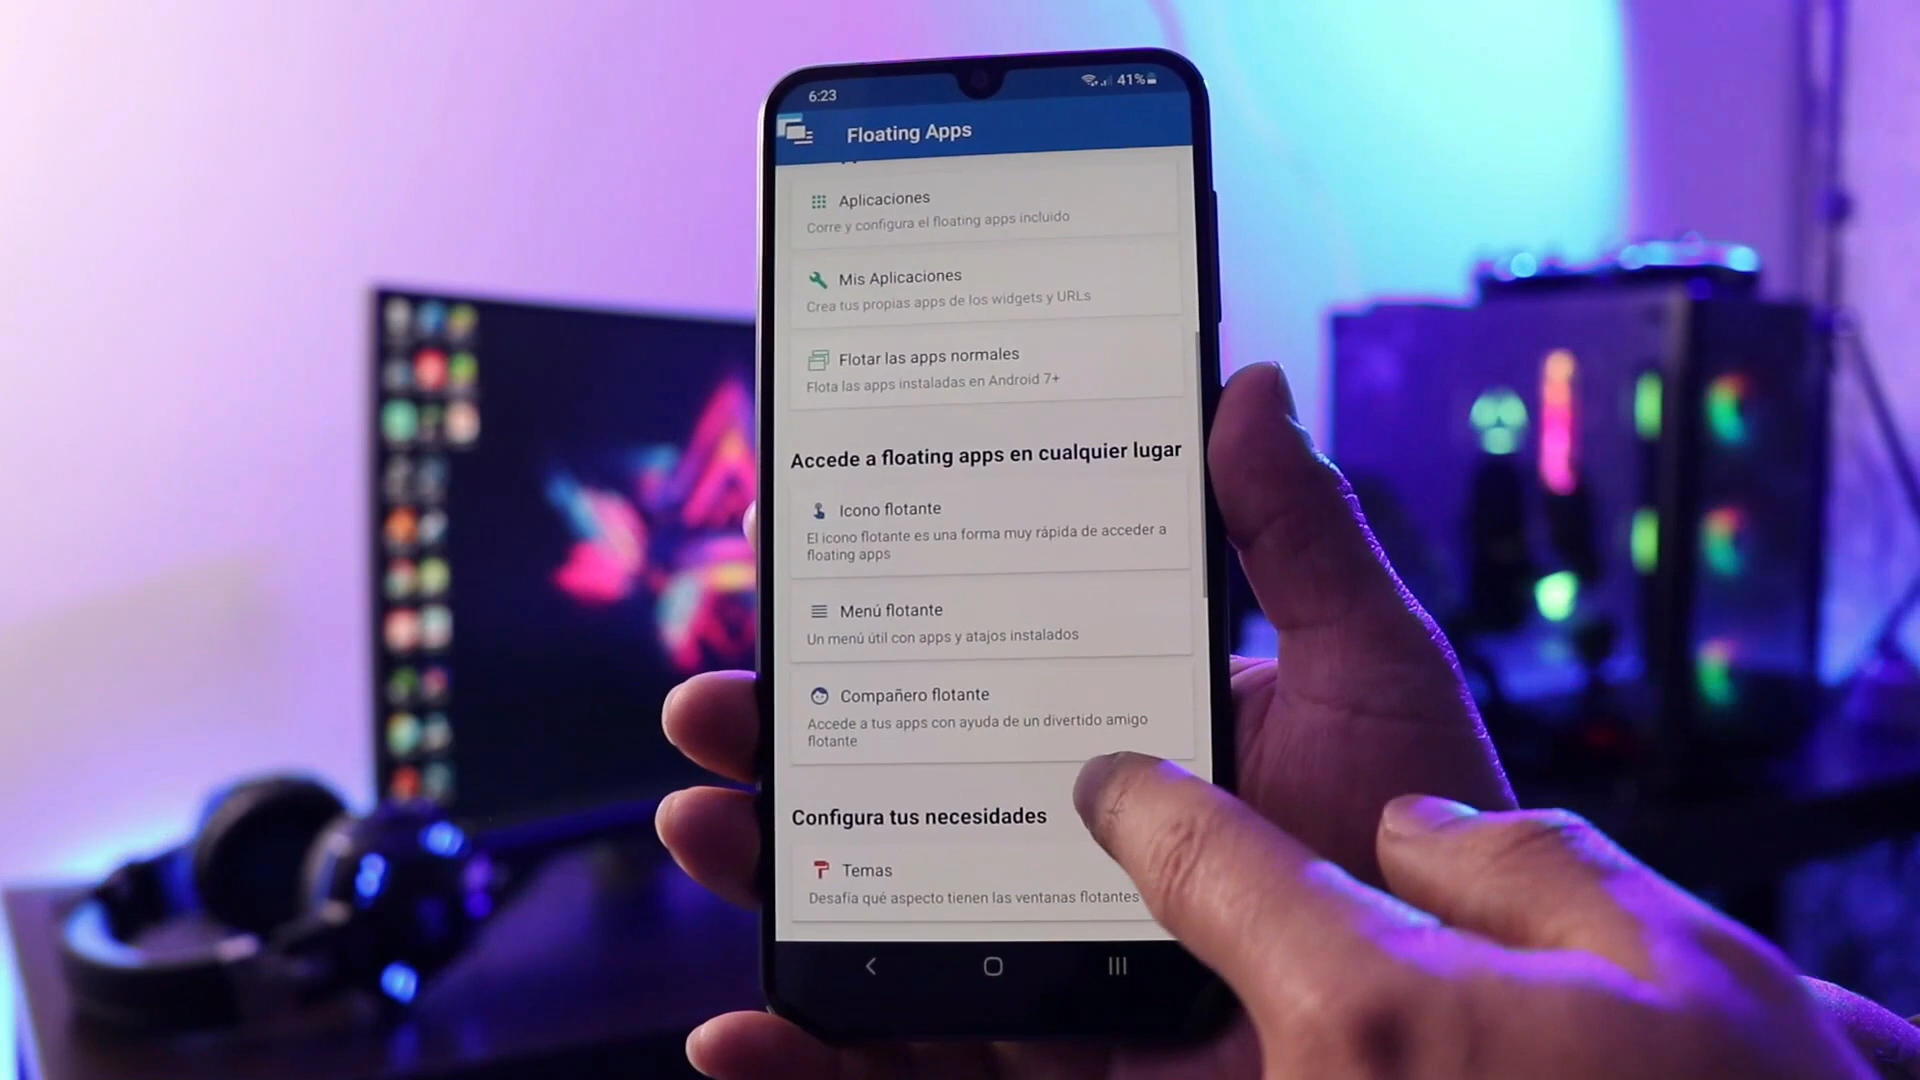 6:23
41%
Floating Apps
Aplicaciones
Corre y configura el floating apps incluido
Mis Aplicaciones
Crea tus propias apps de los widgets y URLs
Flotar las apps normales
Flota las apps instaladas en Android 7+
Accede a floating apps en cualquier lugar
Icono flotante
El icono flotante es una forma muy rápida de acceder a
floating apps
Menú flotante
Un menú útil con apps y atajos instalados
Compañero flotante
Accede a tus apps con ayuda de un divertido amigo
flotante
Configura tus necesidades
Temas
Desafía qué aspecto tienen las ventanas flotantes